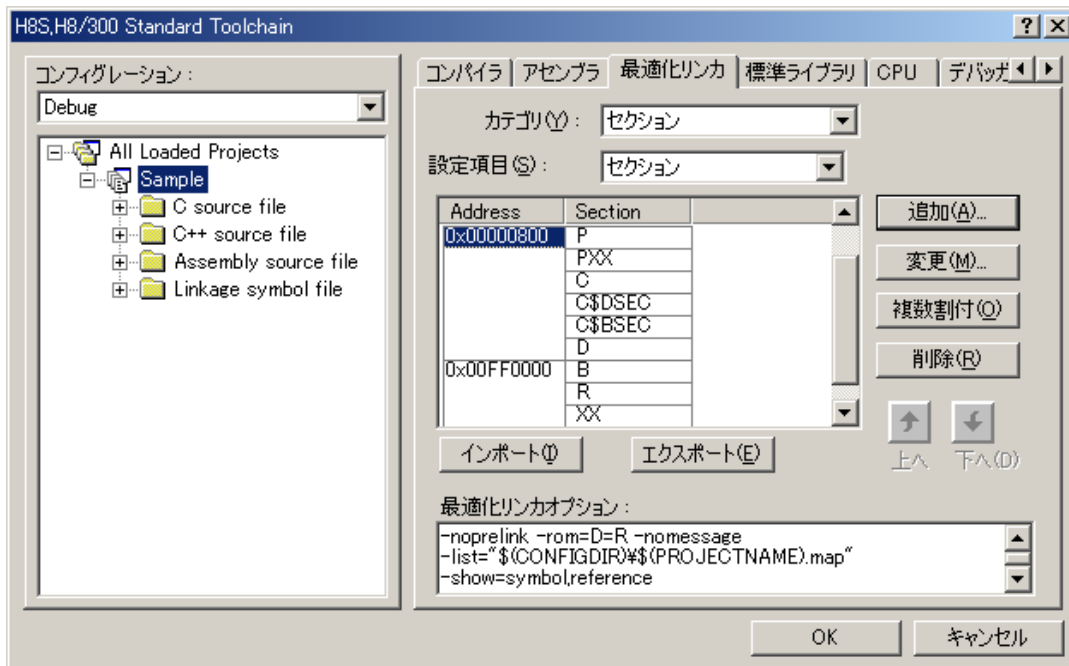 H8S,H8/300 Standard Toolchain
コンフィグレーション :
Debug
All Loaded Projects
Sample
C source file
C++ source file
Assembly source file
Linkage symbol file
コンパイラ アセンブラ 最適化リンカ 標準ライブラリ CPU デバッガ
カテゴリ(Y) : セクション
設定項目(S) : セクション
Address Section
0x00000800 P
PXX
C
C$DSEC
C$BSEC
D
0x00FF0000 B
R
XX
追加(A)...
変更(M)...
複数割付(O)
削除(R)
上へ 下へ(D)
インポート(I) エクスポート(E)
最適化リンカオプション :
-noprelink -rom=D=R -nomessage
-list="$(CONFIGDIR)¥$(PROJECTNAME).map"
-show=symbol,reference
OK キャンセル